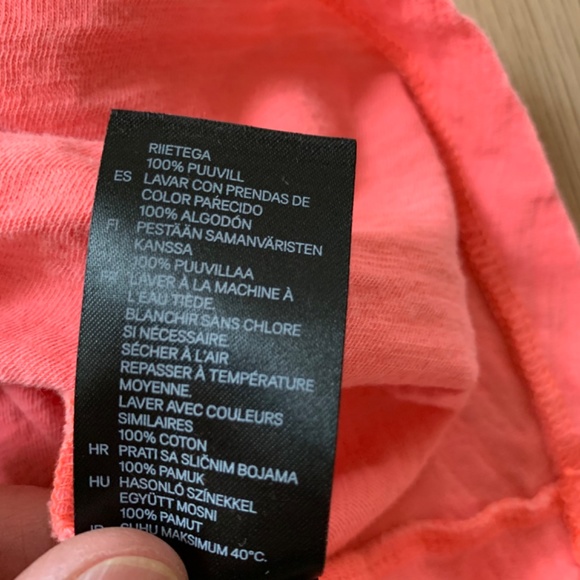 RIIETEGA
100% PUUVILL
ES LAVAR CON PRENDAS DE
COLOR PARECIDO
100% ALGODÓN
FI PESTÄÄN SAMANVÄRISTEN
KANSSA
100% PUUVILLAA
FR LAVER À LA MACHINE À
L'EAU TIÈDE.
BLANCHIR SANS CHLORE
SI NÉCESSAIRE.
SÉCHER À L'AIR
REPASSER À TEMPÉRATURE
MOYENNE.
LAVER AVEC COULEURS
SIMILAIRES
100% COTON
HR PRATI SA SLIČNIM BOJAMA
100% PAMUK
HU HASONLÓ SZÍNEKKEL
EGYÜTT MOSNI
100% PAMUT
SUHU MAKSIMUM 40°C.